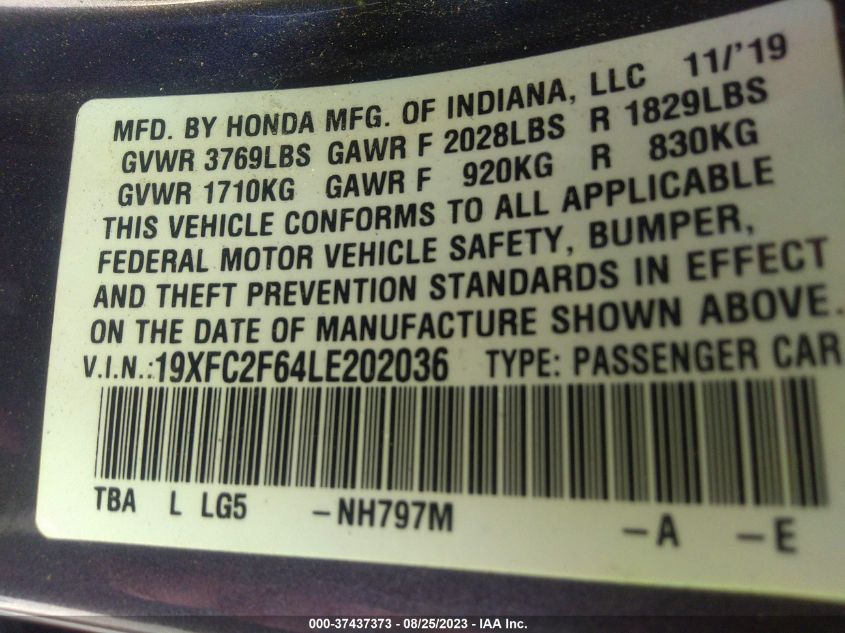 MFD. BY HONDA MFG. OF INDIANA, LLC 11/'19
GVWR 3769LBS GAWR F 2028LBS R 1829LBS
GVWR 1710KG GAWR F 920KG R 830KG
THIS VEHICLE CONFORMS TO ALL APPLICABLE
FEDERAL MOTOR VEHICLE SAFETY, BUMPER,
AND THEFT PREVENTION STANDARDS IN EFFECT
ON THE DATE OF MANUFACTURE SHOWN ABOVE.
V.I.N.:19XFC2F64LE202036 TYPE: PASSENGER CAR
TBA L LG5 -NH797M -A -E
000-37437373 - 08/25/2023 - IAA Inc.